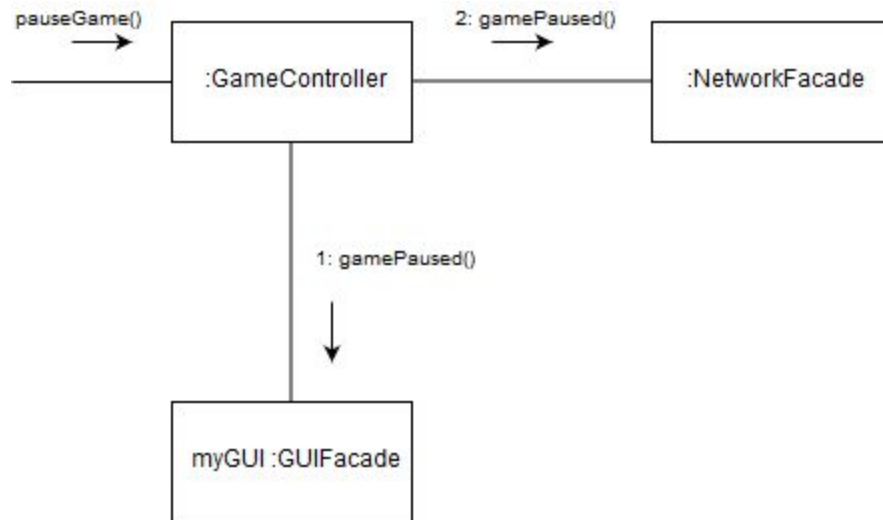 pauseGame()
2: gamePaused()
:GameController
:NetworkFacade
1: gamePaused()
myGUI :GUIFacade